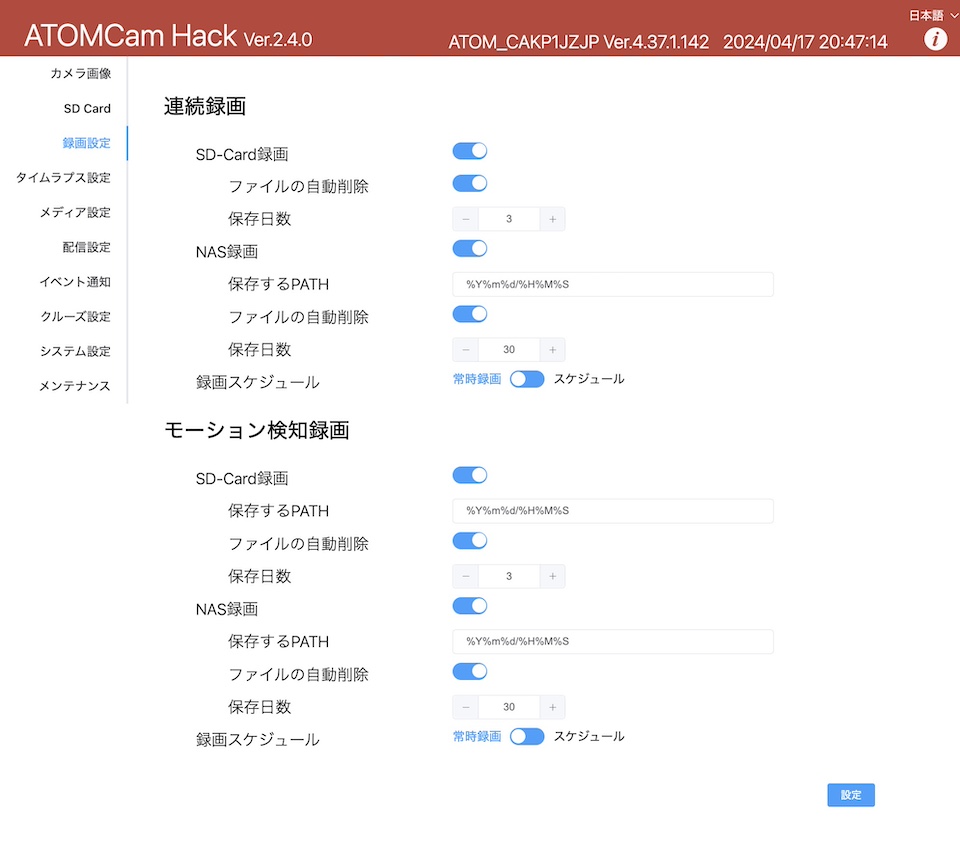 日本語
ATOMCam Hack Ver.2.4.0
ATOM_CAKP1JZJP Ver.4.37.1.142 2024/04/17 20:47:14
i
カメラ画像
SD Card
録画設定
タイムラプス設定
メディア設定
配信設定
イベント通知
クルーズ設定
システム設定
メンテナンス
連続録画
SD-Card録画
ファイルの自動削除
保存日数 − 3 +
NAS録画
保存するPATH %Y%m%d/%H%M%S
ファイルの自動削除
保存日数 − 30 +
録画スケジュール 常時録画 スケジュール
モーション検知録画
SD-Card録画
保存するPATH %Y%m%d/%H%M%S
ファイルの自動削除
保存日数 − 3 +
NAS録画
保存するPATH %Y%m%d/%H%M%S
ファイルの自動削除
保存日数 − 30 +
録画スケジュール 常時録画 スケジュール
設定